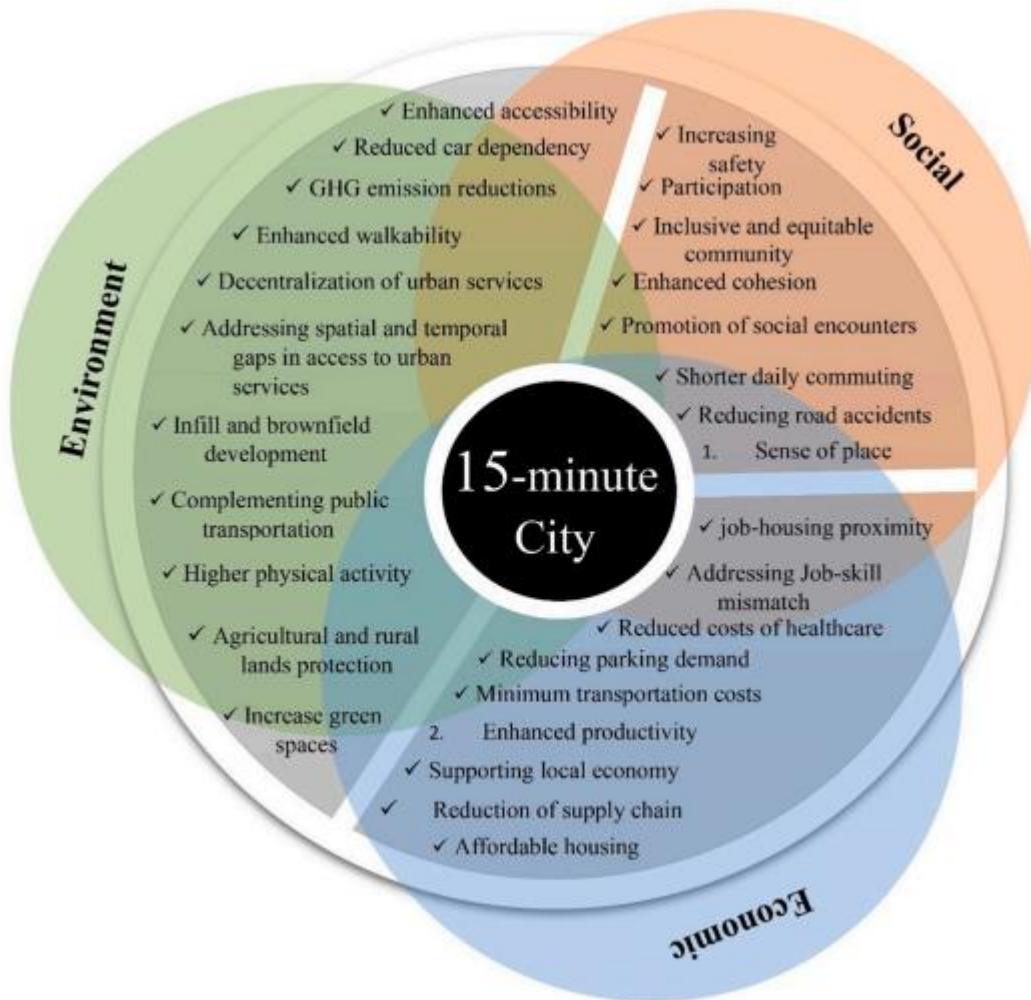 ✓ Enhanced accessibility
✓ Reduced car dependency
✓ GHG emission reductions
✓ Enhanced walkability
✓ Decentralization of urban services
✓ Addressing spatial and temporal
gaps in access to urban
services
✓ Infill and brownfield
development
✓ Complementing public
transportation
✓ Higher physical activity
✓ Agricultural and rural
lands protection
✓ Increase green
spaces
Environment
Social
✓ Increasing
safety
✓ Participation
✓ Inclusive and equitable
community
✓ Enhanced cohesion
✓ Promotion of social encounters
✓ Shorter daily commuting
✓ Reducing road accidents
1. Sense of place
15-minute
City
✓ job-housing proximity
✓ Addressing Job-skill
mismatch
✓ Reduced costs of healthcare
✓ Reducing parking demand
✓ Minimum transportation costs
2. Enhanced productivity
✓ Supporting local economy
✓ Reduction of supply chain
✓ Affordable housing
Economic